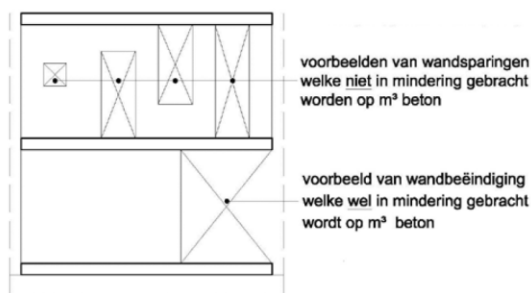 voorbeelden van wandsparingen
welke niet in mindering gebracht
worden op m³ beton
voorbeeld van wandbeëindiging
welke wel in mindering gebracht
wordt op m³ beton